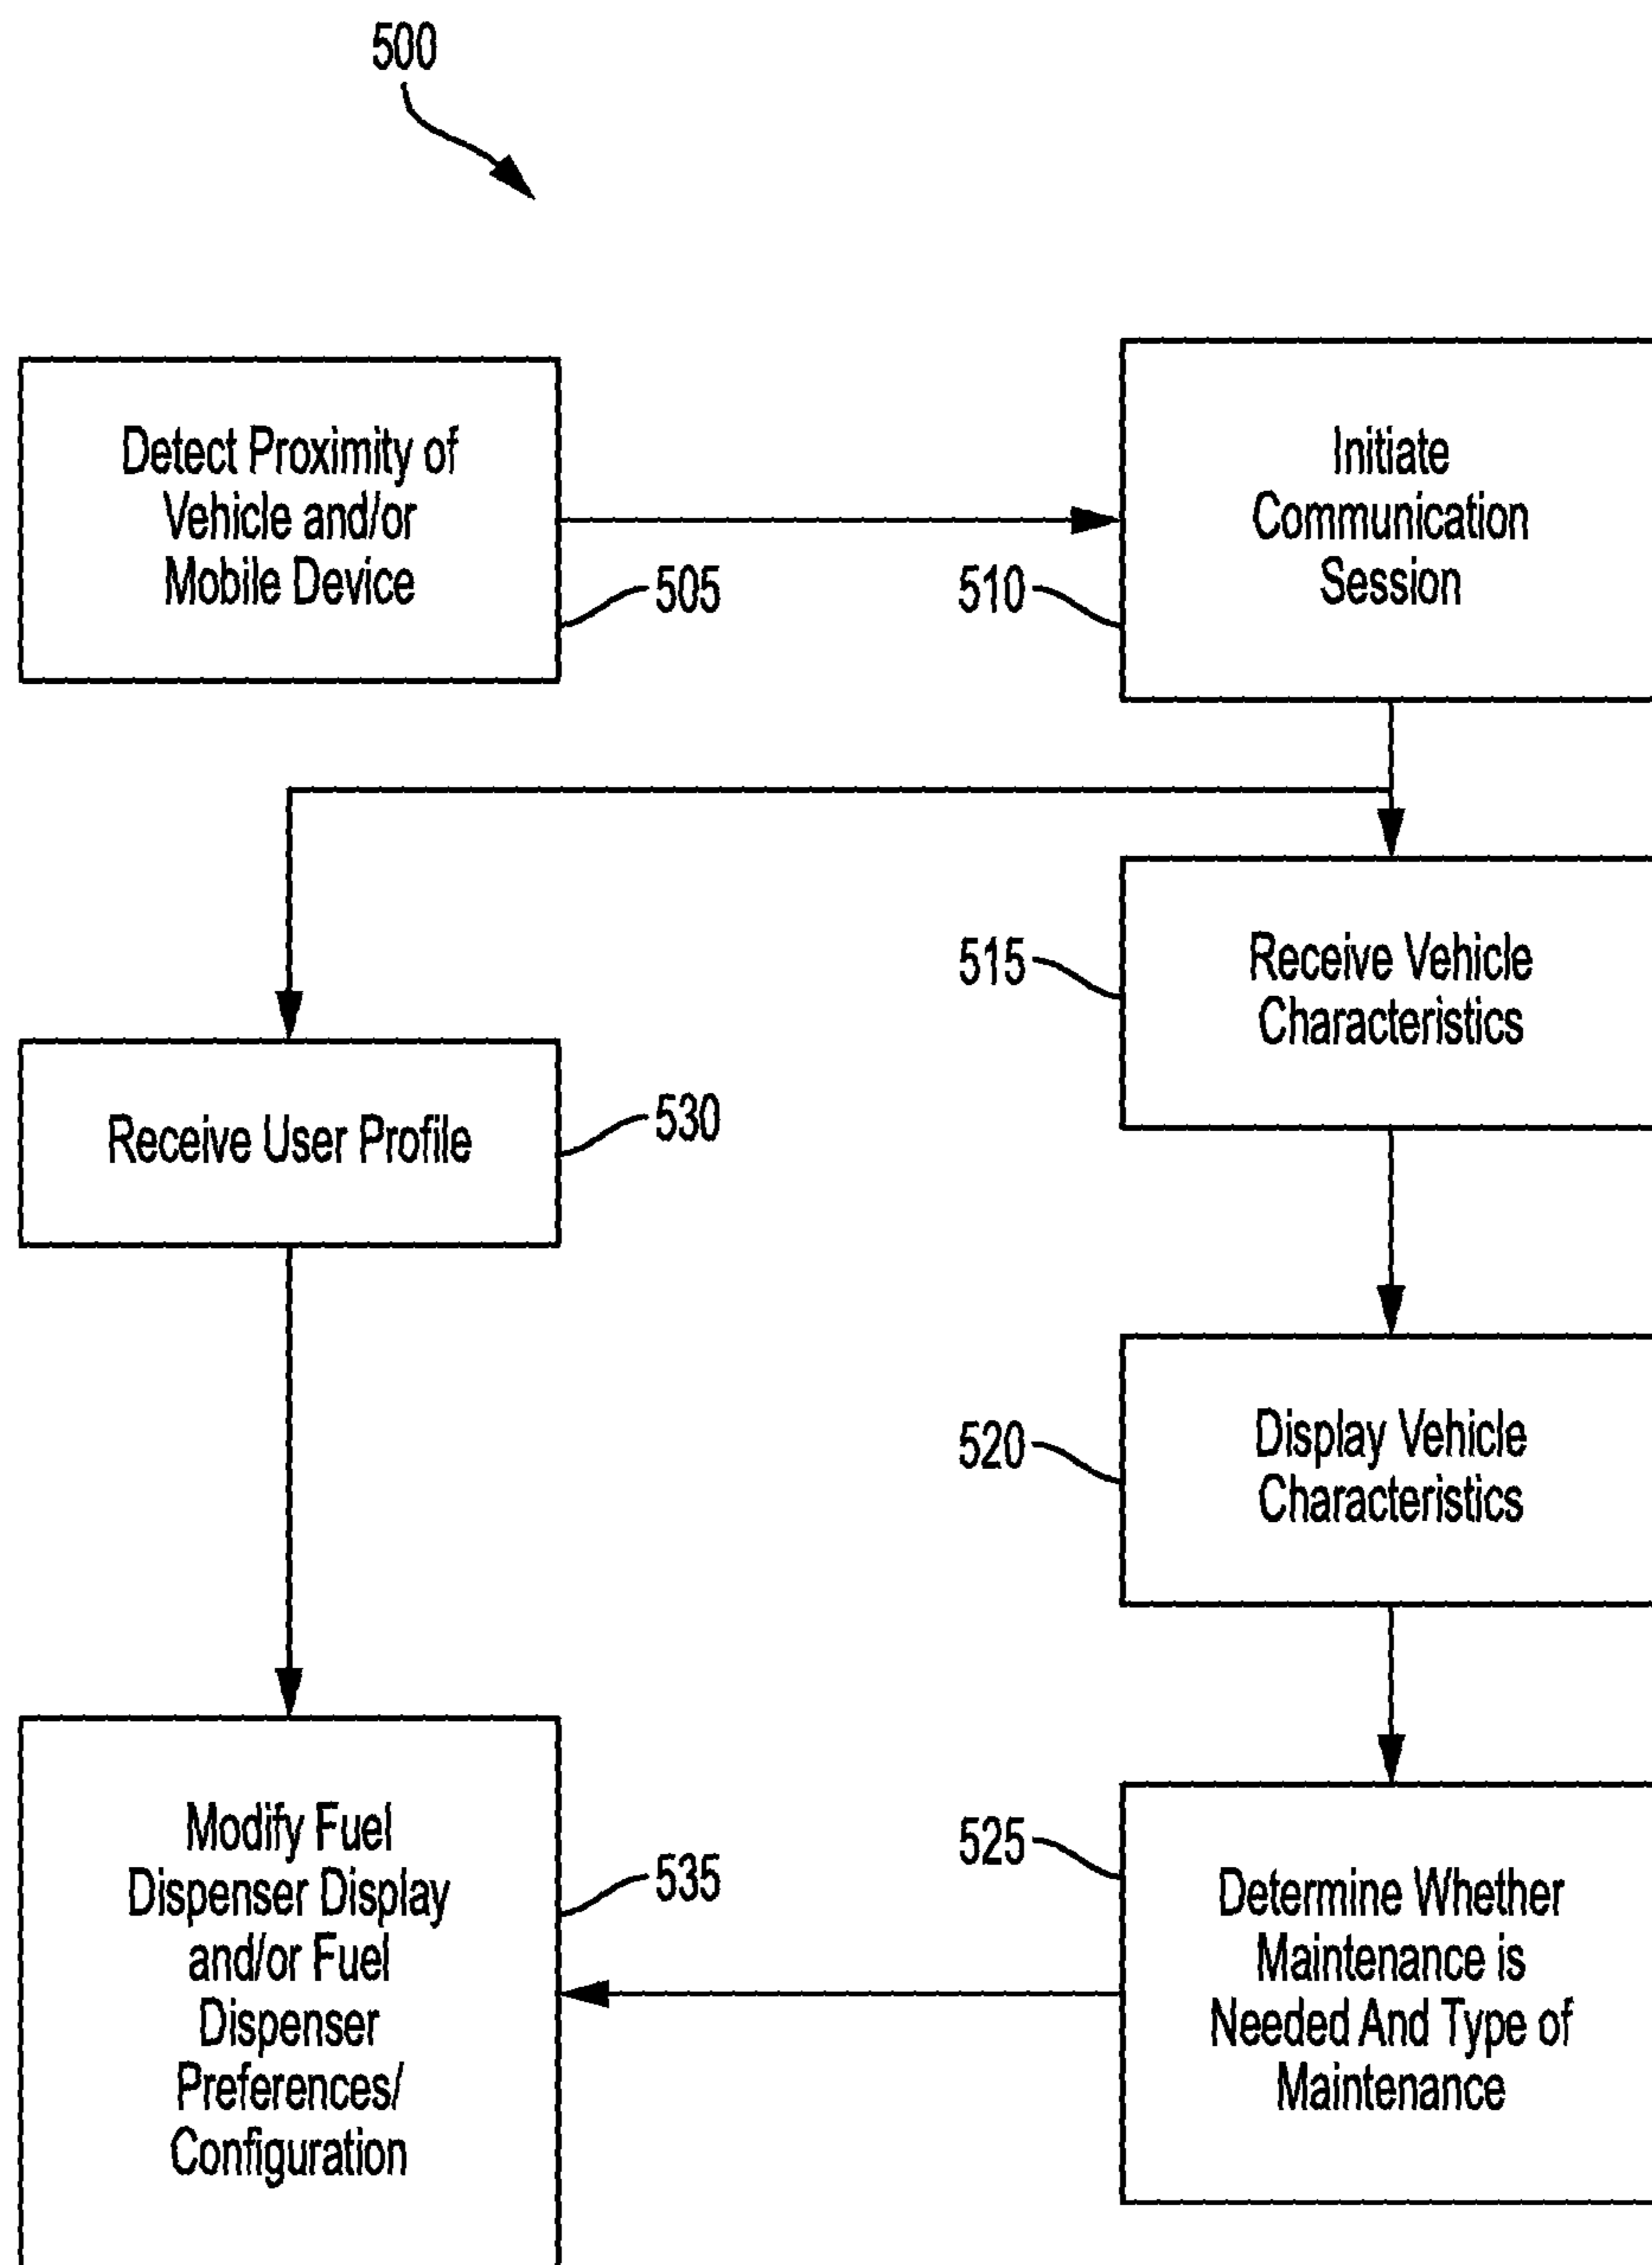 500
Detect Proximity of
Vehicle and/or
Mobile Device
505
Initiate
Communication
Session
510
Receive Vehicle
Characteristics
515
Receive User Profile
530
Display Vehicle
Characteristics
520
Modify Fuel
Dispenser Display
and/or Fuel
Dispenser
Preferences/
Configuration
535
Determine Whether
Maintenance is
Needed And Type of
Maintenance
525